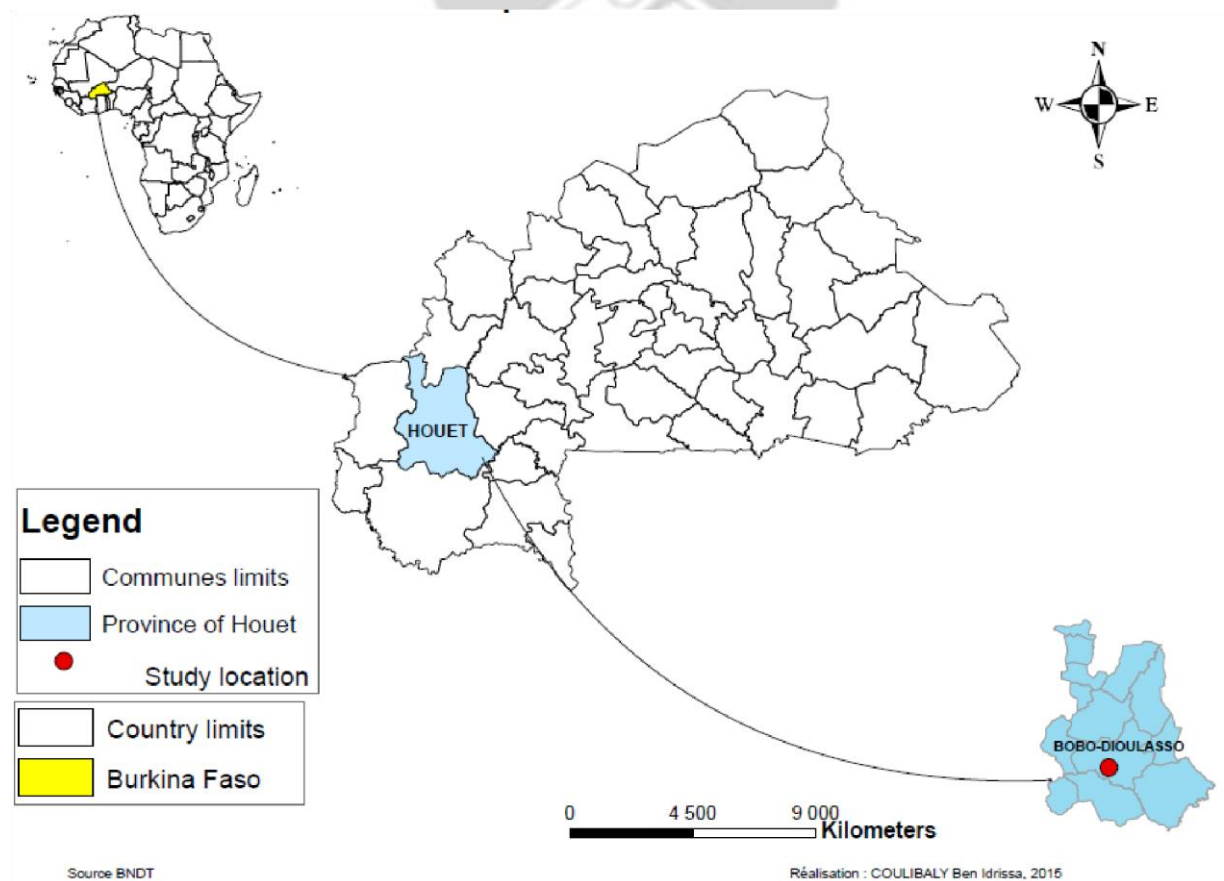 N
W E
S
HOUET
Legend
Communes limits
Province of Houet
Study location
Country limits
Burkina Faso
BOBO-DIOULASSO
0 4 500 9 000
Kilometers
Source BNDT
Réalisation : COULIBALY Ben Idrissa, 2015